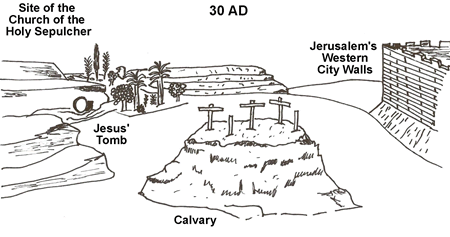 30 AD
Site of the
Church of the
Holy Sepulcher
Jerusalem's
Western
City Walls
Jesus'
Tomb
Calvary